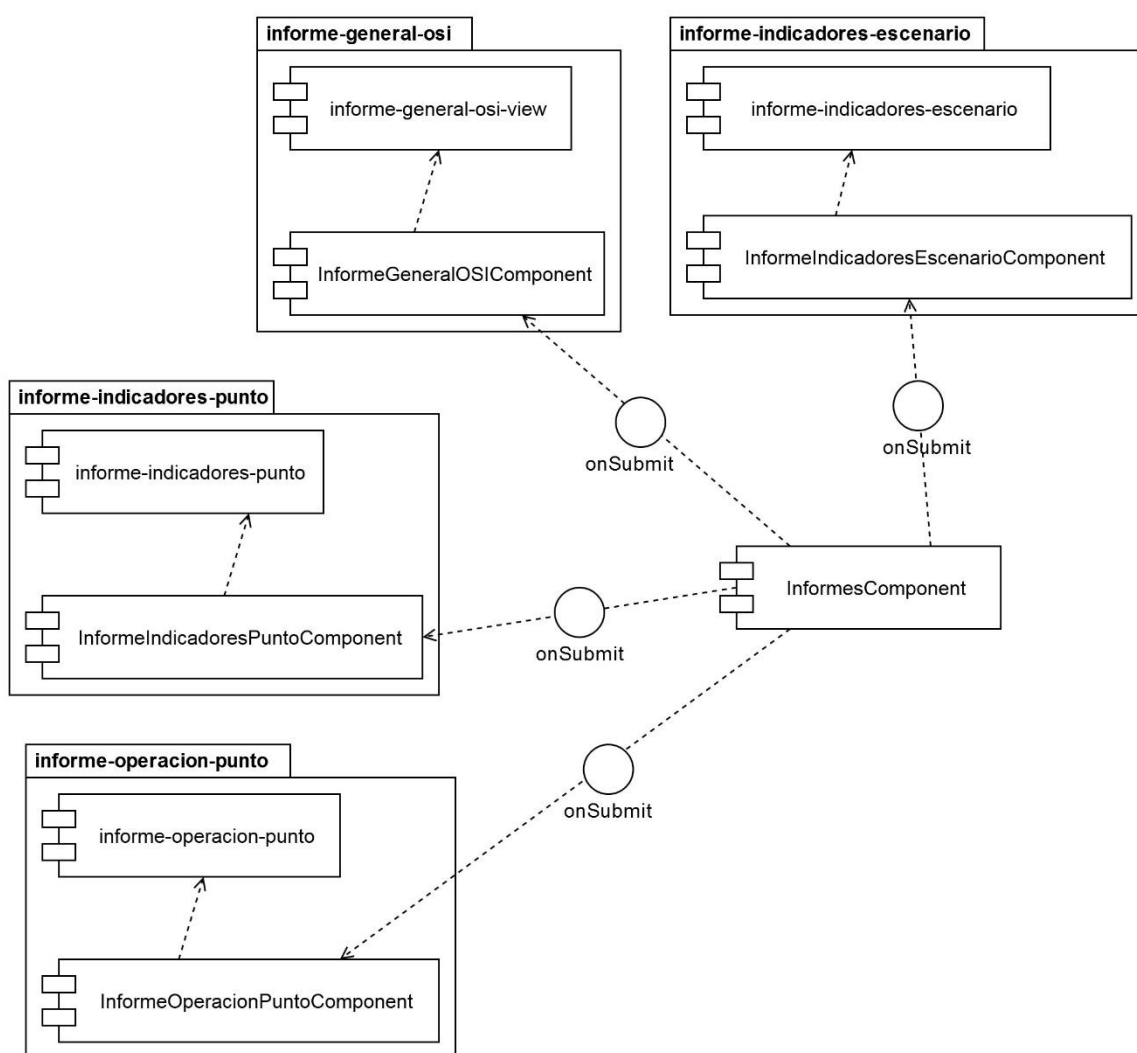 informe-general-osi
informe-general-osi-view
InformeGeneralOSIComponent
informe-indicadores-escenario
informe-indicadores-escenario
InformeIndicadoresEscenarioComponent
onSubmit
onSubmit
informe-indicadores-punto
informe-indicadores-punto
InformeIndicadoresPuntoComponent
onSubmit
InformesComponent
informe-operacion-punto
informe-operacion-punto
InformeOperacionPuntoComponent
onSubmit